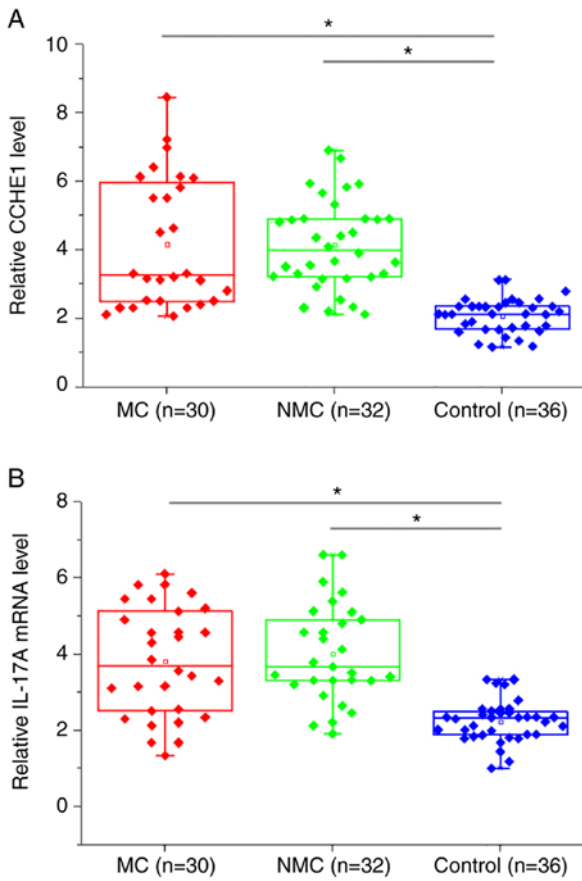 A
*
*
Relative CCHE1 level
10
8
6
4
2
0
MC (n=30) NMC (n=32) Control (n=36)
B
*
*
Relative IL-17A mRNA level
8
6
4
2
0
MC (n=30) NMC (n=32) Control (n=36)